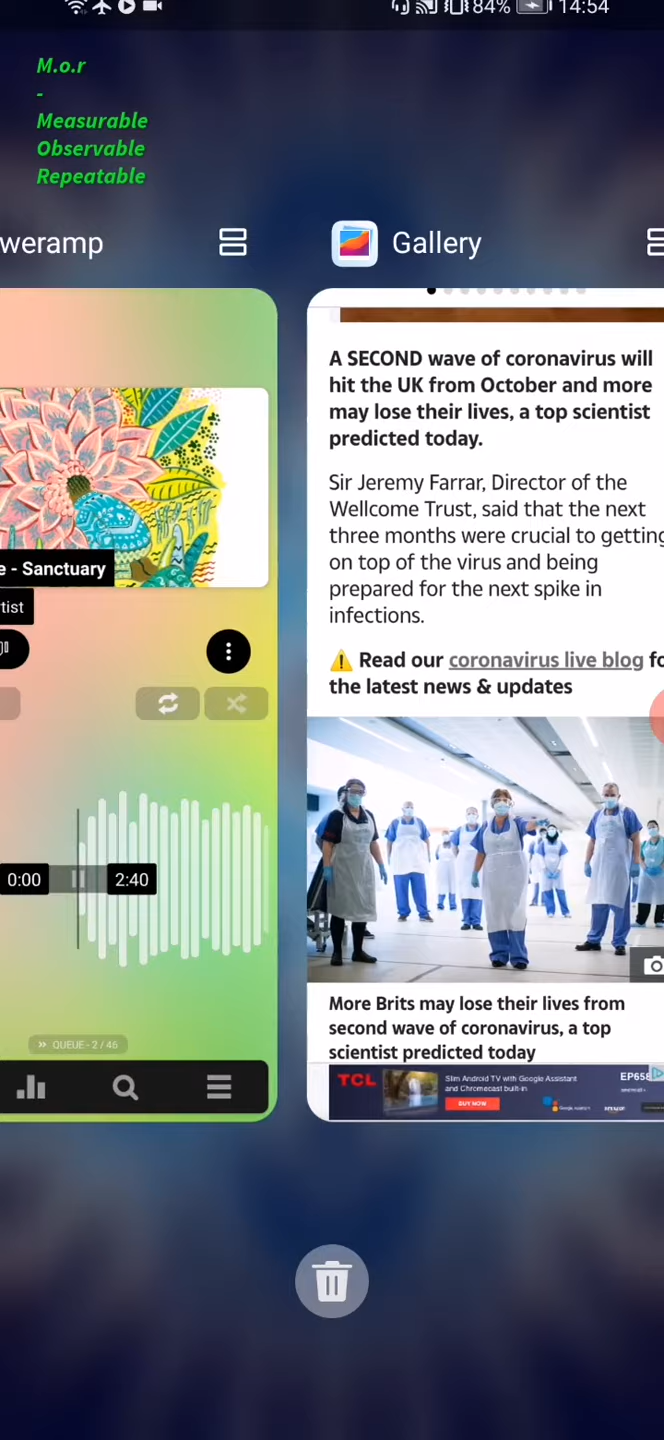 84% 14:54
M.o.r
-
Measurable
Observable
Repeatable
weramp
Gallery
e - Sanctuary
tist
0:00
2:40
QUEUE - 2 / 46
A SECOND wave of coronavirus will
hit the UK from October and more
may lose their lives, a top scientist
predicted today.
Sir Jeremy Farrar, Director of the
Wellcome Trust, said that the next
three months were crucial to getting
on top of the virus and being
prepared for the next spike in
infections.
⚠️ Read our coronavirus live blog fo
the latest news & updates
More Brits may lose their lives from
second wave of coronavirus, a top
scientist predicted today
TCL
Slim Android TV with Google Assistant
and Chromecast built-in
BUY NOW
EP658